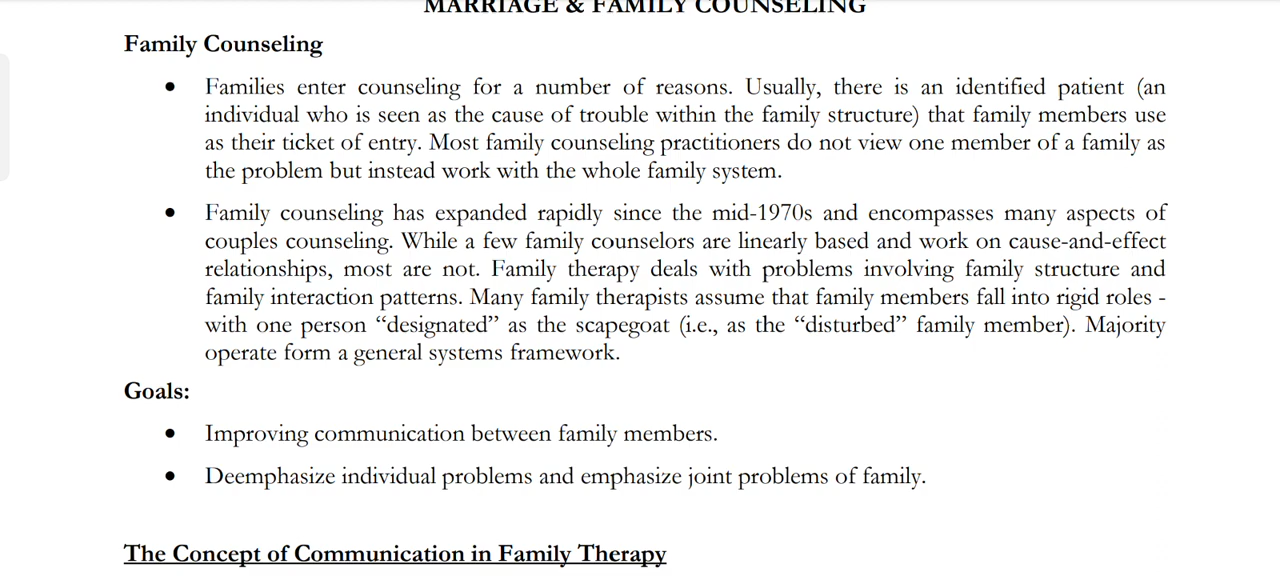 MARRIAGE & FAMILY COUNSELING
Family Counseling
• Families enter counseling for a number of reasons. Usually, there is an identified patient (an
individual who is seen as the cause of trouble within the family structure) that family members use
as their ticket of entry. Most family counseling practitioners do not view one member of a family as
the problem but instead work with the whole family system.
• Family counseling has expanded rapidly since the mid-1970s and encompasses many aspects of
couples counseling. While a few family counselors are linearly based and work on cause-and-effect
relationships, most are not. Family therapy deals with problems involving family structure and
family interaction patterns. Many family therapists assume that family members fall into rigid roles -
with one person “designated” as the scapegoat (i.e., as the “disturbed” family member). Majority
operate form a general systems framework.
Goals:
• Improving communication between family members.
• Deemphasize individual problems and emphasize joint problems of family.
The Concept of Communication in Family Therapy